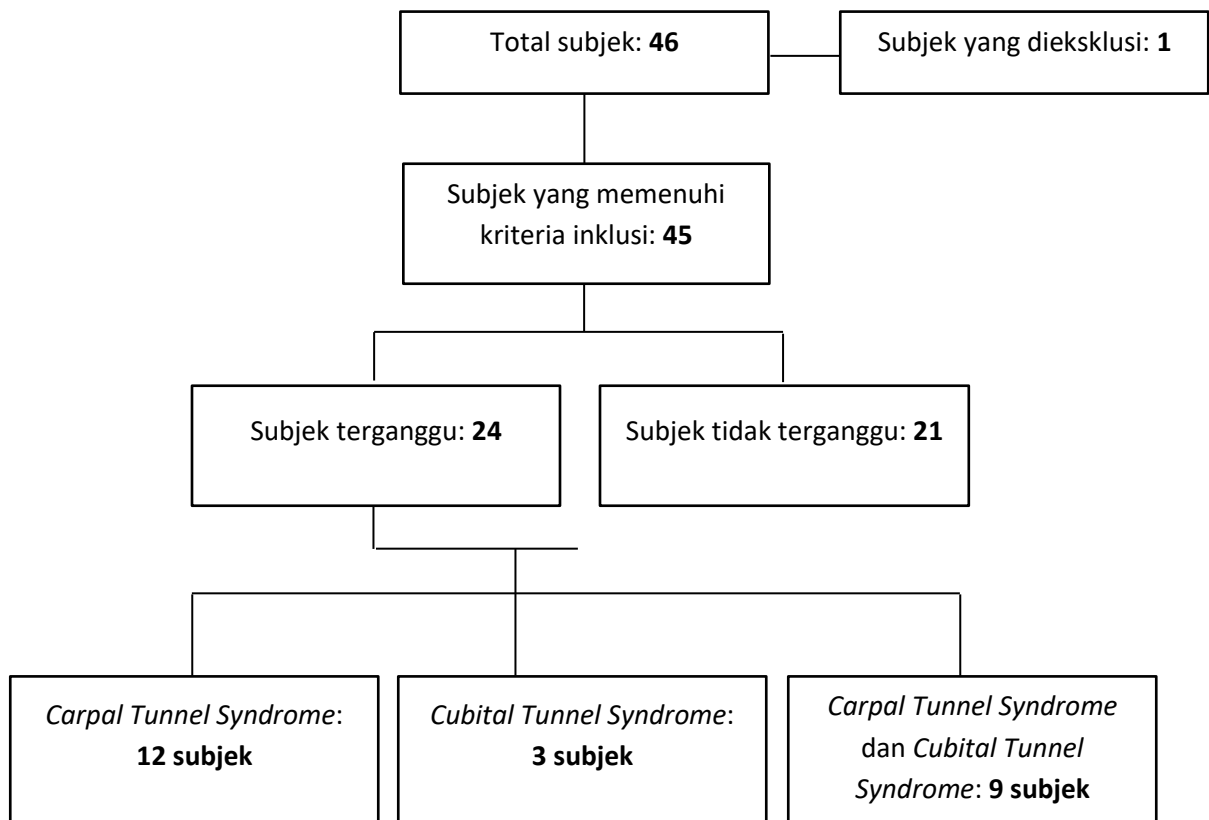 Total subjek: 46
Subjek yang dieksklusi: 1
Subjek yang memenuhi
kriteria inklusi: 45
Subjek terganggu: 24
Subjek tidak terganggu: 21
Carpal Tunnel Syndrome:
12 subjek
Cubital Tunnel Syndrome:
3 subjek
Carpal Tunnel Syndrome
dan Cubital Tunnel
Syndrome: 9 subjek